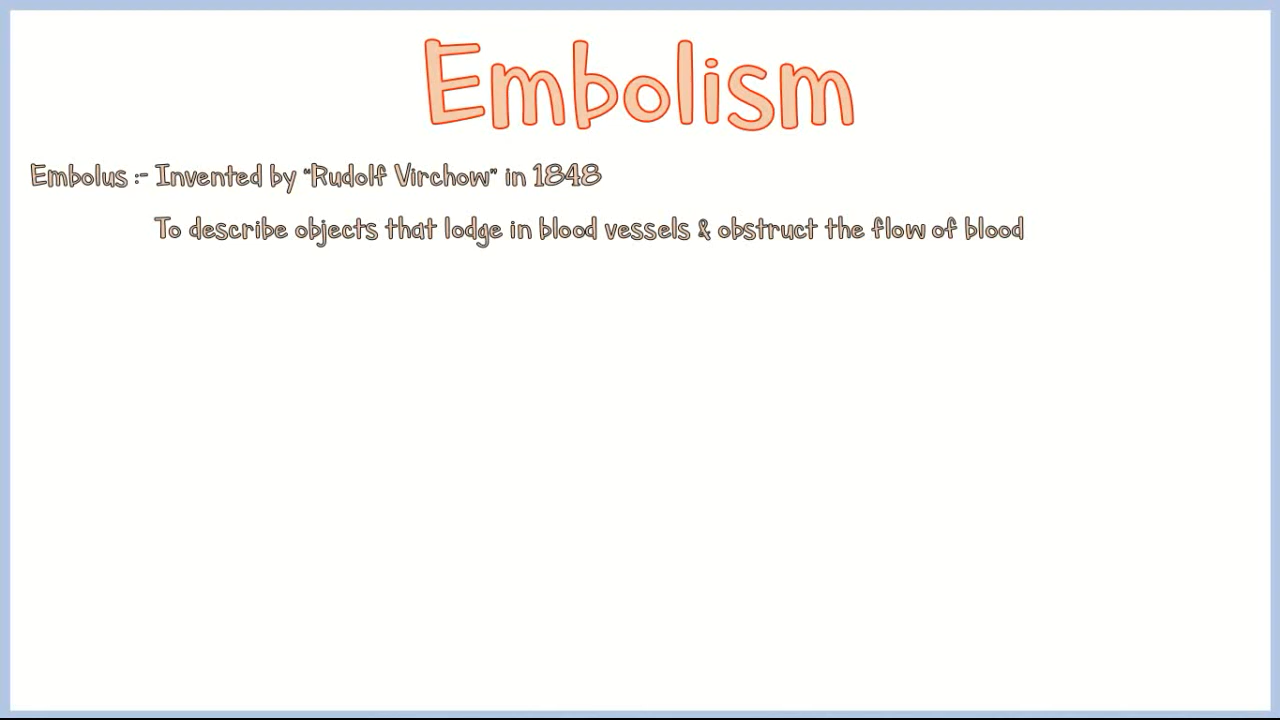 Embolism
Embolus :- Invented by “Rudolf Virchow” in 1848
To describe objects that lodge in blood vessels & obstruct the flow of blood